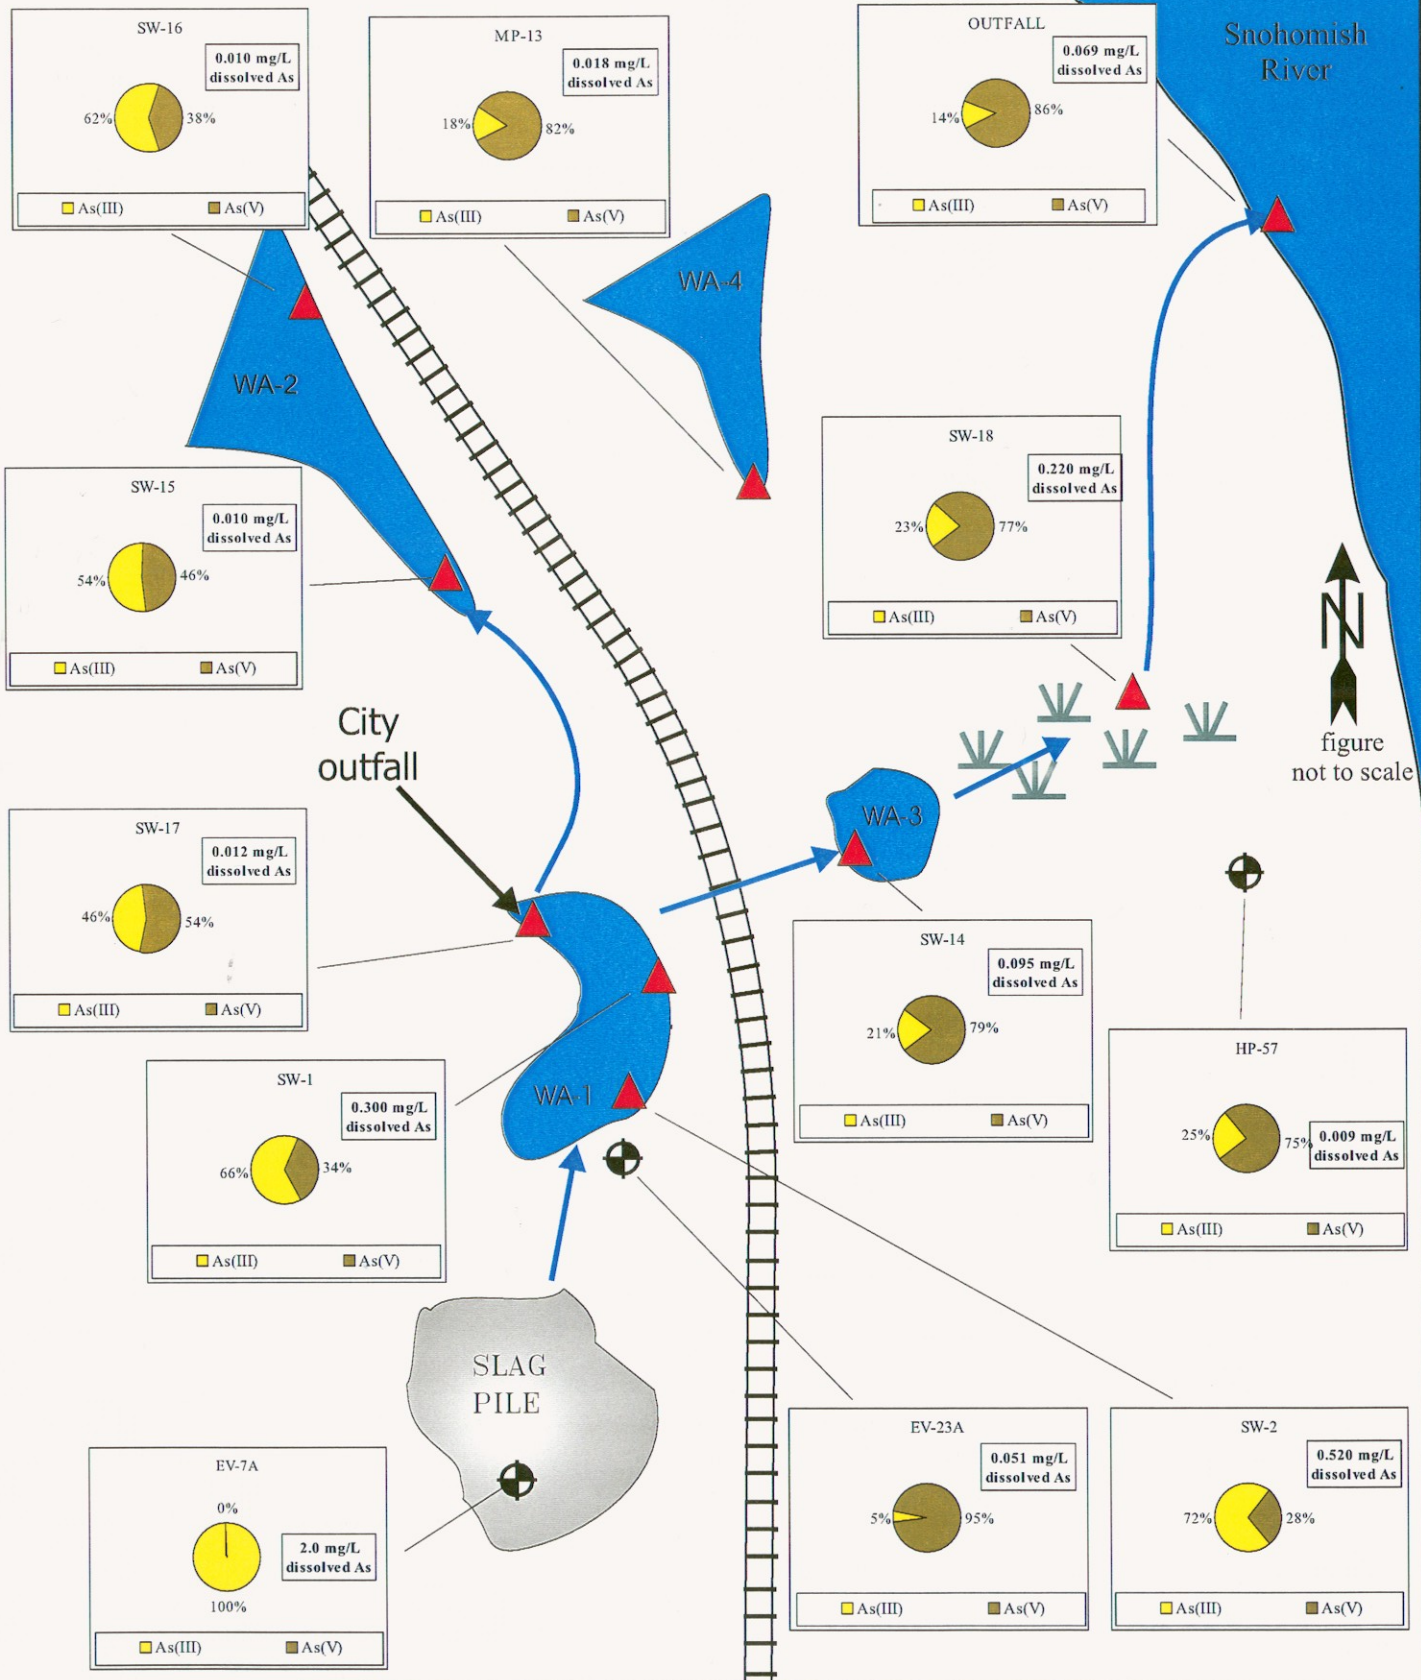 SW-16
0.010 mg/L
dissolved As
62%
38%
As(III)
As(V)
MP-13
0.018 mg/L
dissolved As
18%
82%
As(III)
As(V)
OUTFALL
0.069 mg/L
dissolved As
14%
86%
As(III)
As(V)
Snohomish
River
WA-4
WA-2
SW-18
0.220 mg/L
dissolved As
23%
77%
As(III)
As(V)
SW-15
0.010 mg/L
dissolved As
54%
46%
As(III)
As(V)
N
figure
not to scale
City
outfall
WA-3
SW-17
0.012 mg/L
dissolved As
46%
54%
As(III)
As(V)
SW-14
0.095 mg/L
dissolved As
21%
79%
As(III)
As(V)
HP-57
25%
75%
0.009 mg/L
dissolved As
As(III)
As(V)
SW-1
0.300 mg/L
dissolved As
66%
34%
As(III)
As(V)
WA-1
SLAG
PILE
EV-7A
0%
2.0 mg/L
dissolved As
100%
As(III)
As(V)
EV-23A
0.051 mg/L
dissolved As
5%
95%
As(III)
As(V)
SW-2
0.520 mg/L
dissolved As
72%
28%
As(III)
As(V)